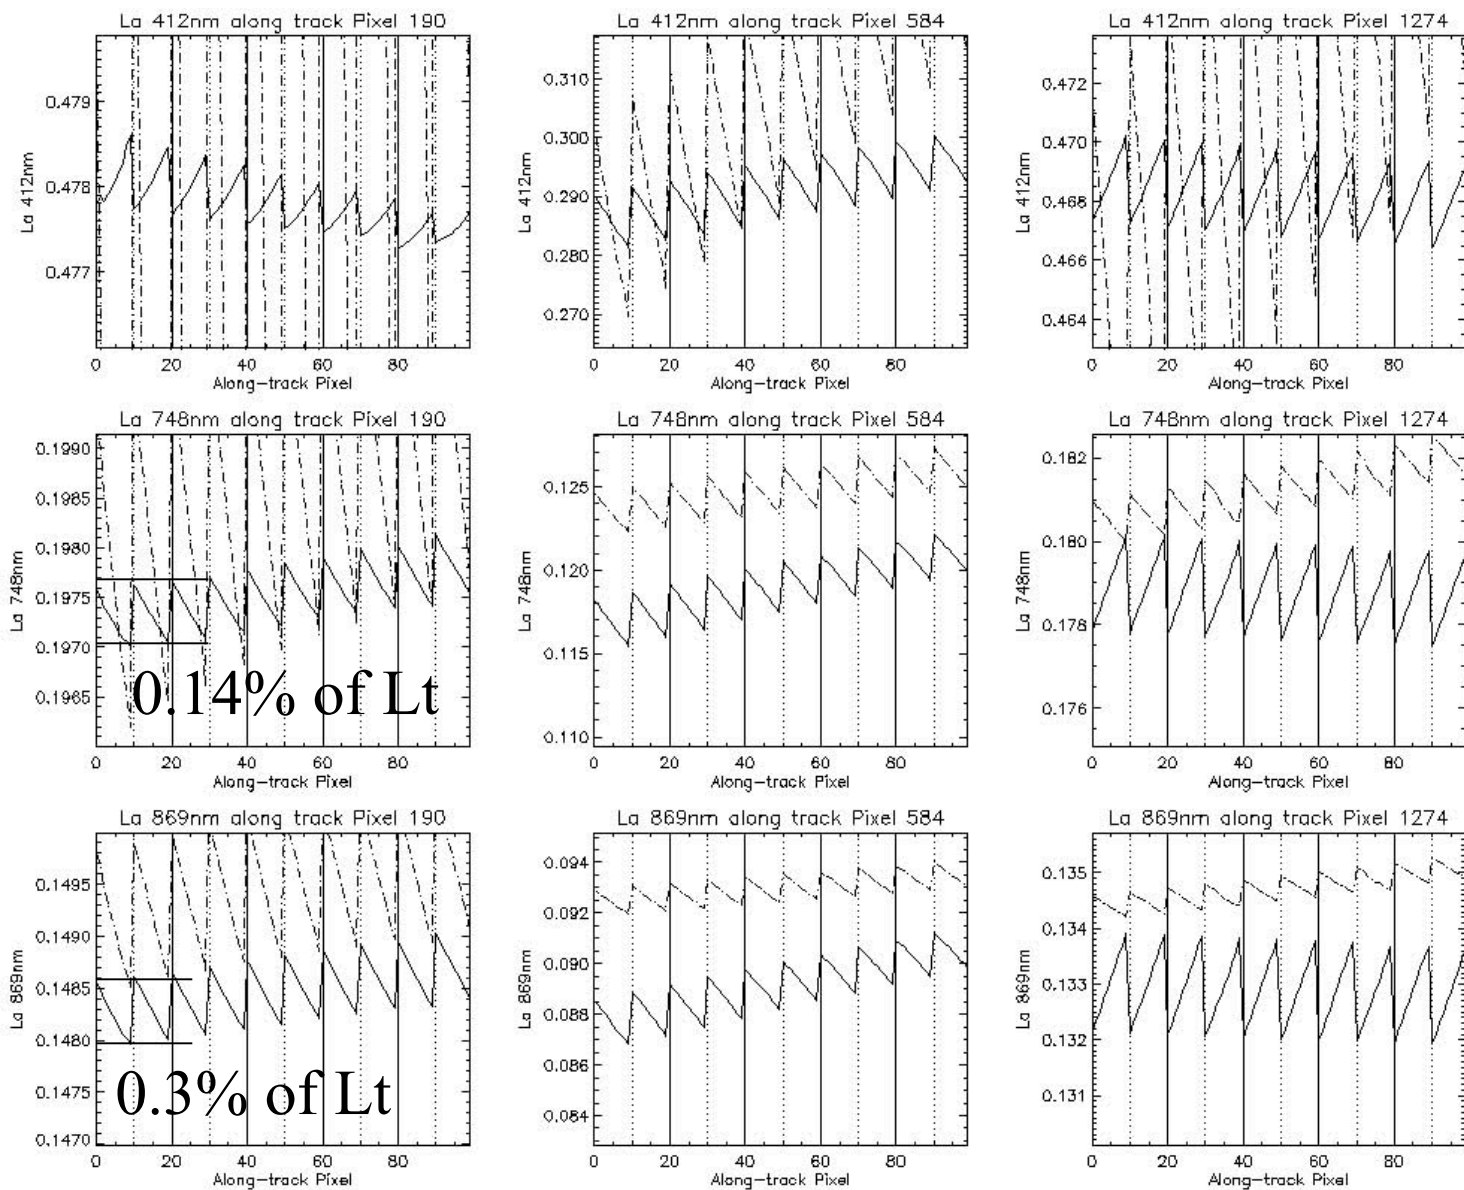 La 412nm along track Pixel 190
0.479
0.478
0.477
La 412nm
0 20 40 60 80
Along-track Pixel
La 412nm along track Pixel 584
0.310
0.300
0.290
0.280
0.270
La 412nm
0 20 40 60 80
Along-track Pixel
La 412nm along track Pixel 1274
0.472
0.470
0.468
0.466
0.464
La 412nm
0 20 40 60 80
Along-track Pixel
La 748nm along track Pixel 190
0.1990
0.1985
0.1980
0.1975
0.1970
0.1965
La 748nm
0.14% of Lt
0 20 40 60 80
Along-track Pixel
La 748nm along track Pixel 584
0.125
0.120
0.115
0.110
La 748nm
0 20 40 60 80
Along-track Pixel
La 748nm along track Pixel 1274
0.182
0.180
0.178
0.176
La 748nm
0 20 40 60 80
Along-track Pixel
La 869nm along track Pixel 190
0.1495
0.1490
0.1485
0.1480
0.1475
0.1470
La 869nm
0.3% of Lt
0 20 40 60 80
Along-track Pixel
La 869nm along track Pixel 584
0.094
0.092
0.090
0.088
0.086
0.084
La 869nm
0 20 40 60 80
Along-track Pixel
La 869nm along track Pixel 1274
0.135
0.134
0.133
0.132
0.131
La 869nm
0 20 40 60 80
Along-track Pixel